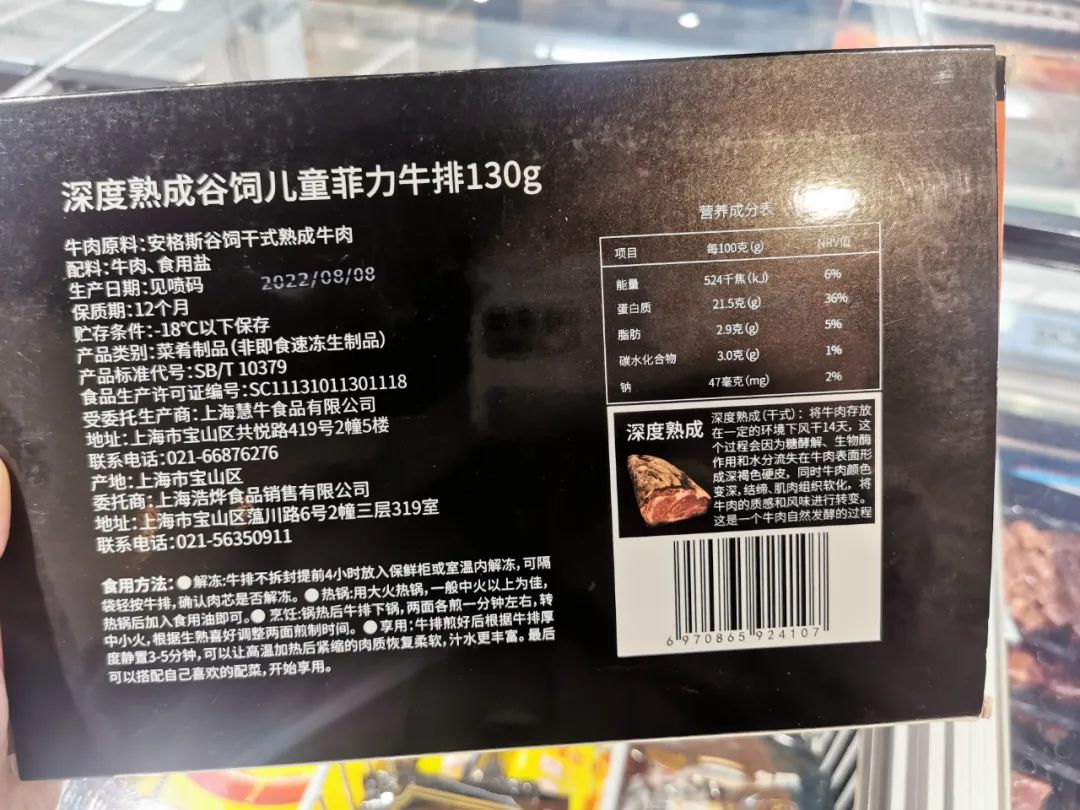 深度熟成谷饲儿童菲力牛排130g
牛肉原料:安格斯谷饲干式熟成牛肉
配料:牛肉、食用盐
生产日期:见喷码
2022/08/08
保质期:12个月
贮存条件:-18℃以下保存
产品类别:菜肴制品(非即食速冻生制品)
产品标准代号:SB/T 10379
食品生产许可证编号:SC11131011301118
受委托生产商:上海慧牛食品有限公司
地址:上海市宝山区共悦路419号2幢5楼
联系电话:021-66876276
产地:上海市宝山区
委托商:上海浩烨食品销售有限公司
地址:上海市宝山区蕰川路6号2幢三层319室
联系电话:021-56350911
食用方法:●解冻:牛排不拆封提前4小时放入保鲜柜或室温内解冻,可隔
袋轻按牛排,确认肉芯是否解冻。●热锅:用大火热锅,一般中火以上为佳,
热锅后加入食用油即可。●烹饪:锅热后牛排下锅,两面各煎一分钟左右,转
中小火,根据生熟喜好调整两面煎制时间。●享用:牛排煎好后根据牛排厚
度静置3-5分钟,可以让高温加热后紧缩的肉质恢复柔软,汁水更丰富。最后
可以搭配自己喜欢的配菜,开始享用。
营养成分表
项目 每100克(g) NRV值
能量 524千焦(kJ) 6%
蛋白质 21.5克(g) 36%
脂肪 2.9克(g) 5%
碳水化合物 3.0克(g) 1%
钠 47毫克(mg) 2%
深度熟成
深度熟成(干式):将牛肉存放
在一定的环境下风干14天,这
个过程会因为糖酵解、生物酶
作用和水分流失在牛肉表面形
成深褐色硬皮,同时牛肉颜色
变深,结缔、肌肉组织软化,将
牛肉的质感和风味进行转变。
这是一个牛肉自然发酵的过程
6 970865 924107